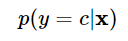 p(y = c|x)